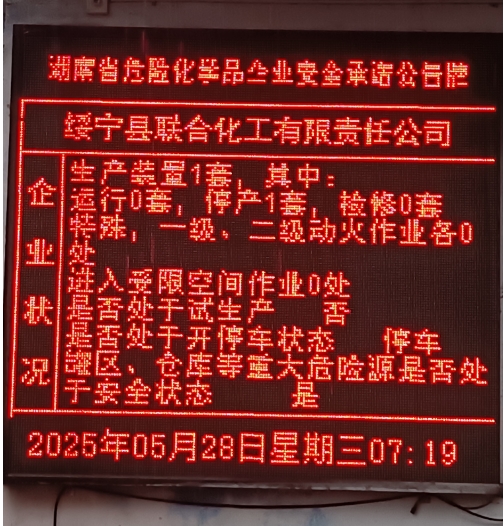 湖南省危险化学品企业安全承诺公告牌
绥宁县联合化工有限责任公司
企业状况
生产装置1套，其中：
运行0套，停产1套，检修0套
特殊，一级、二级动火作业各0
处
进入受限空间作业0处
是否处于试生产 否
是否处于开停车状态 停车
罐区、仓库等重大危险源是否处
于安全状态 是
2025年05月28日星期三07:19